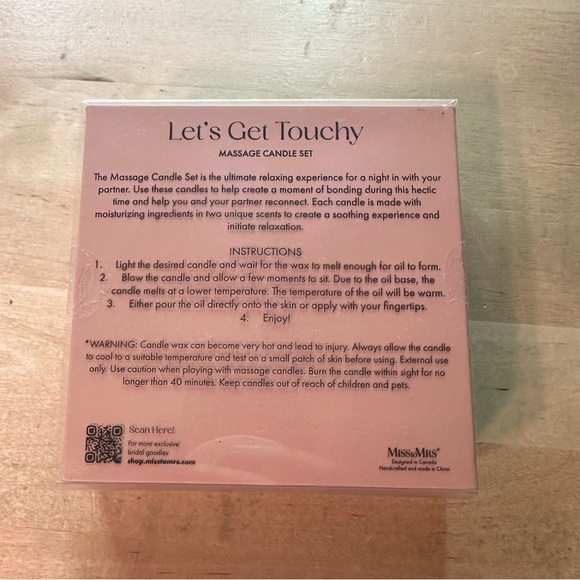 Let's Get Touchy
MASSAGE CANDLE SET
The Massage Candle Set is the ultimate relaxing experience for a night in with your
partner. Use these candles to help create a moment of bonding during this hectic
time and help you and your partner reconnect. Each candle is made with
moisturizing ingredients in two unique scents to create a soothing experience and
initiate relaxation.
INSTRUCTIONS
1. Light the desired candle and wait for the wax to melt enough for oil to form.
2. Blow the candle and allow a few moments to sit. Due to the oil base, the
candle melts at a lower temperature. The temperature of the oil will be warm.
3. Either pour the oil directly onto the skin or apply with your fingertips.
4. Enjoy!
*WARNING: Candle wax can become very hot and lead to injury. Always allow the candle
to cool to a suitable temperature and test on a small patch of skin before using. External use
only. Use caution when playing with massage candles. Burn the candle within sight for no
longer than 40 minutes. Keep candles out of reach of children and pets.
Scan Here!
For more exclusive
bridal goodies
shop.misstomrs.com
MISS to MRS®
Designed in Canada
Handcrafted and made in China